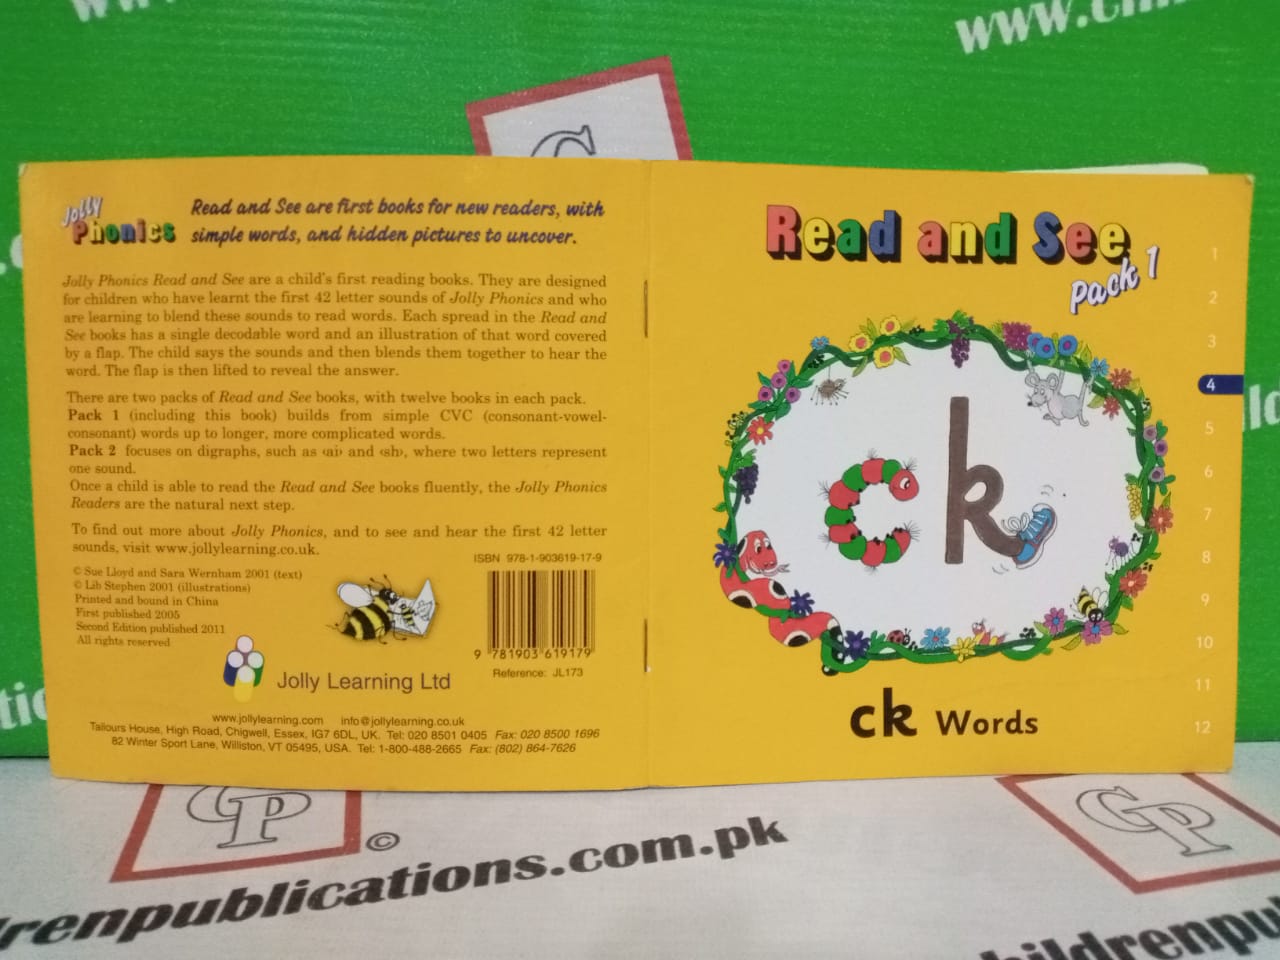 www.
www.ch
Jolly
Phonics
Read and See are first books for new readers, with
simple words, and hidden pictures to uncover.
Jolly Phonics Read and See are a child's first reading books. They are designed
for children who have learnt the first 42 letter sounds of Jolly Phonics and who
are learning to blend these sounds to read words. Each spread in the Read and
See books has a single decodable word and an illustration of that word covered
by a flap. The child says the sounds and then blends them together to hear the
word. The flap is then lifted to reveal the answer.
There are two packs of Read and See books, with twelve books in each pack.
Pack 1 (including this book) builds from simple CVC (consonant-vowel-
consonant) words up to longer, more complicated words.
Pack 2 focuses on digraphs, such as ‹ai› and ‹sh›, where two letters represent
one sound.
Once a child is able to read the Read and See books fluently, the Jolly Phonics
Readers are the natural next step.
To find out more about Jolly Phonics, and to see and hear the first 42 letter
sounds, visit www.jollylearning.co.uk.
© Sue Lloyd and Sara Wernham 2001 (text)
© Lib Stephen 2001 (illustrations)
Printed and bound in China
First published 2005
Second Edition published 2011
All rights reserved
ISBN 978-1-903619-17-9
9 781903 619179
Reference: JL173
Jolly Learning Ltd
www.jollylearning.com info@jollylearning.co.uk
Tailours House, High Road, Chigwell, Essex, IG7 6DL, UK. Tel: 020 8501 0405 Fax: 020 8500 1696
82 Winter Sport Lane, Williston, VT 05495, USA. Tel: 1-800-488-2665 Fax: (802) 864-7626
Read and See
Pack 1
ck
ck Words
1
2
3
4
5
6
7
8
9
10
11
12
CP
©
CP
drenpublications.com.pk
hildrenpu